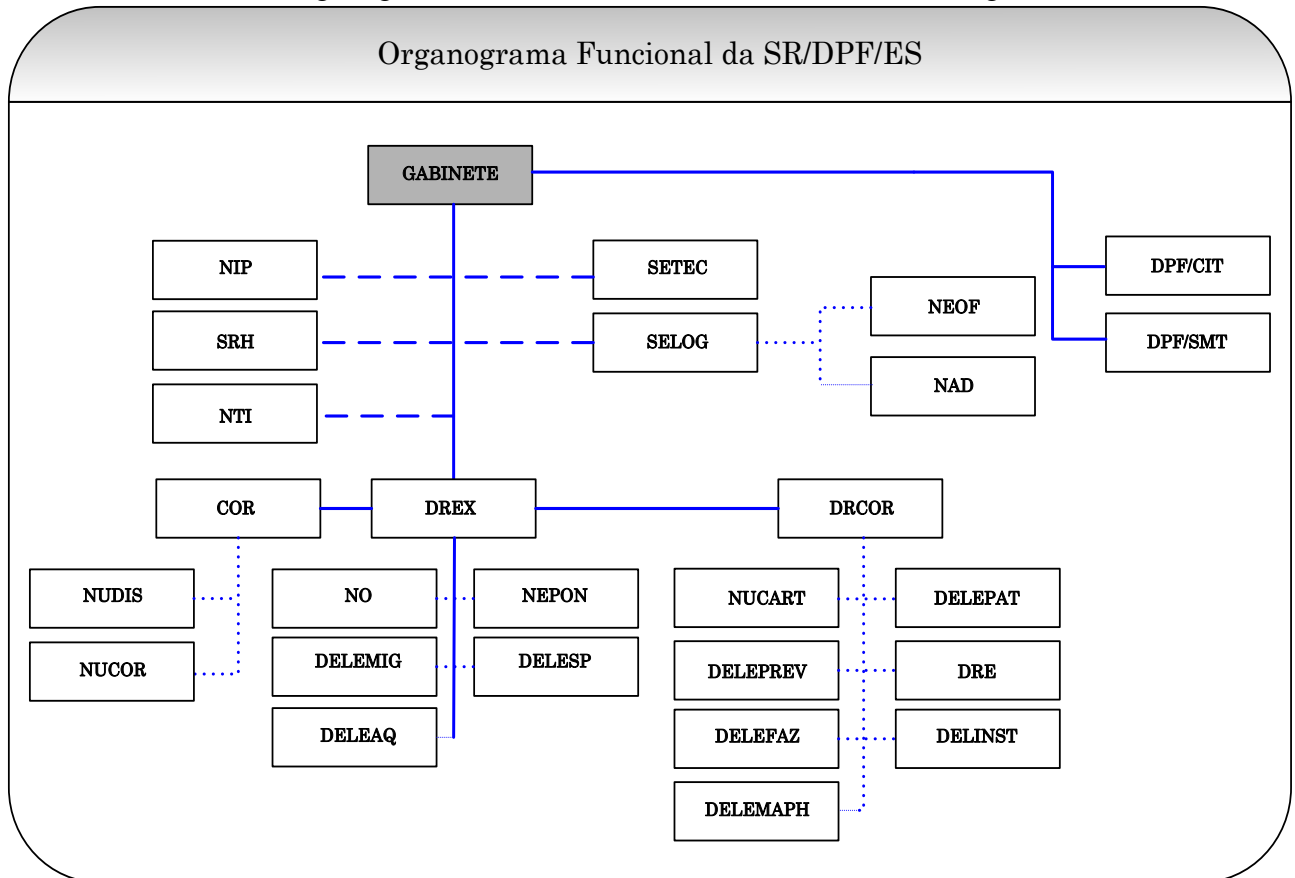 Organograma Funcional da SR/DPF/ES
GABINETE
NIP
SETEC
DPF/CIT
NEOF
SRH
SELOG
DPF/SMT
NAD
NTI
COR
DREX
DRCOR
NUDIS
NO
NEPON
NUCART
DELEPAT
NUCOR
DELEMIG
DELESP
DELEPREV
DRE
DELEAQ
DELEFAZ
DELINST
DELEMAPH